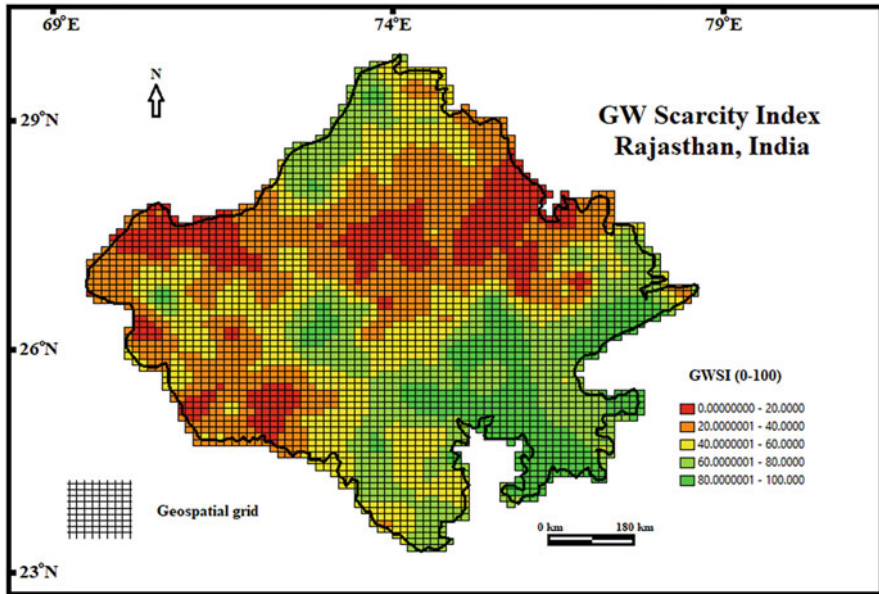 69°E
74°E
79°E
N
29°N
GW Scarcity Index
Rajasthan, India
26°N
GWSI (0-100)
0.00000000 - 20.0000
20.0000001 - 40.0000
40.0000001 - 60.0000
60.0000001 - 80.0000
80.0000001 - 100.000
Geospatial grid
0 km
180 km
23°N